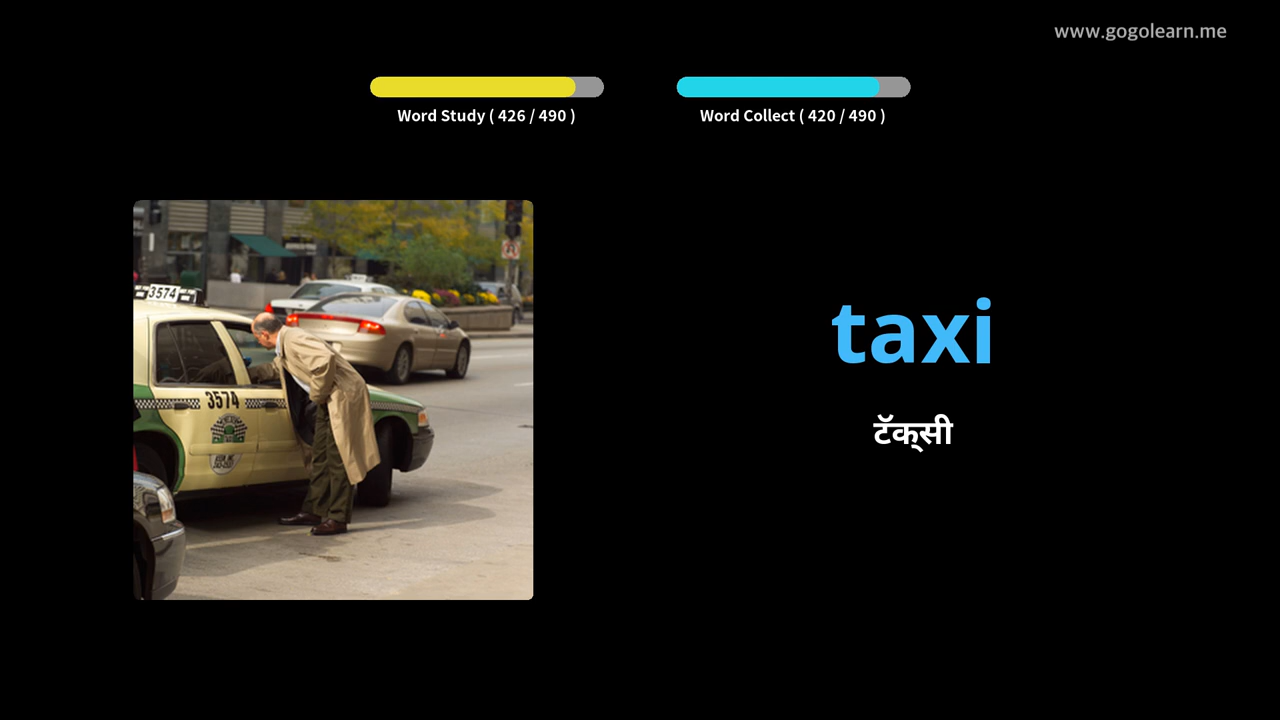 www.gogolearn.me
Word Study ( 426 / 490 )
Word Collect ( 420 / 490 )
3574
3574
taxi
टॅक्सी